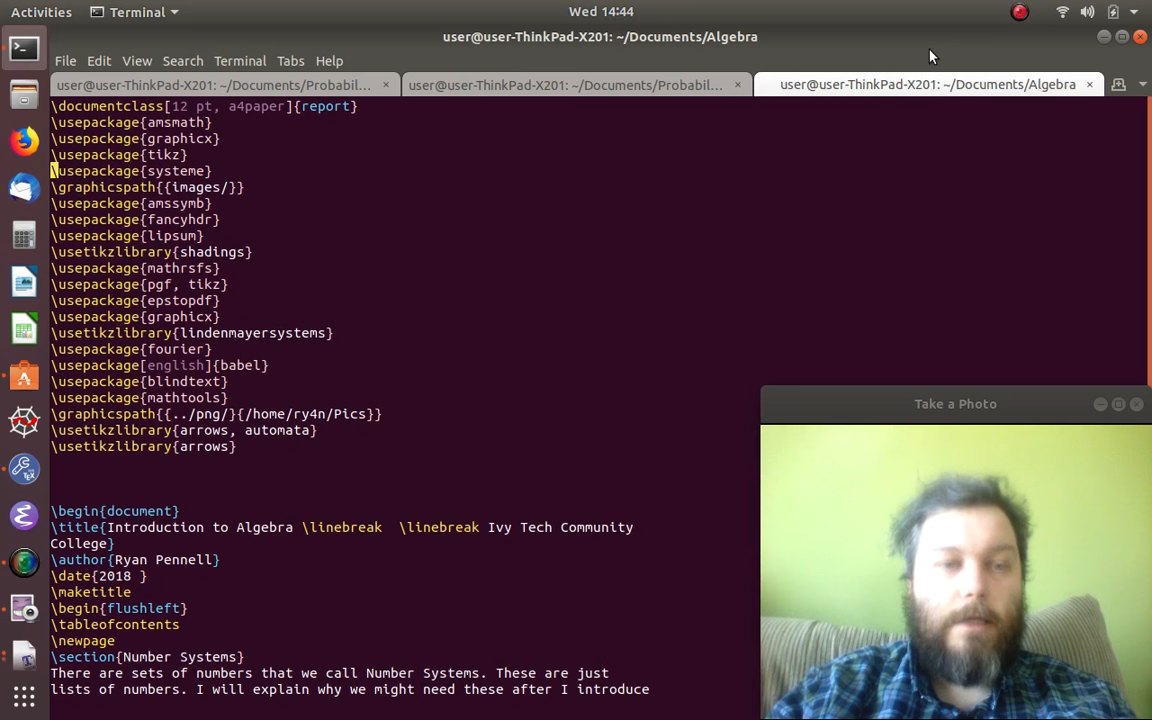 Activities Terminal Wed 14:44
user@user-ThinkPad-X201: ~/Documents/Algebra
File Edit View Search Terminal Tabs Help
user@user-ThinkPad-X201: ~/Documents/Probabil... × user@user-ThinkPad-X201: ~/Documents/Probabil... × user@user-ThinkPad-X201: ~/Documents/Algebra ×
\documentclass[12 pt, a4paper]{report}
\usepackage{amsmath}
\usepackage{graphicx}
\usepackage{tikz}
\usepackage{systeme}
\graphicspath{{images/}}
\usepackage{amssymb}
\usepackage{fancyhdr}
\usepackage{lipsum}
\usetikzlibrary{shadings}
\usepackage{mathrsfs}
\usepackage{pgf, tikz}
\usepackage{epstopdf}
\usepackage{graphicx}
\usetikzlibrary{lindenmayersystems}
\usepackage{fourier}
\usepackage[english]{babel}
\usepackage{blindtext}
\usepackage{mathtools}
\graphicspath{{../png/}{/home/ry4n/Pics}}
\usetikzlibrary{arrows, automata}
\usetikzlibrary{arrows}
\begin{document}
\title{Introduction to Algebra \linebreak  \linebreak Ivy Tech Community
College}
\author{Ryan Pennell}
\date{2018 }
\maketitle
\begin{flushleft}
\tableofcontents
\newpage
\section{Number Systems}
There are sets of numbers that we call Number Systems. These are just
lists of numbers. I will explain why we might need these after I introduce
Take a Photo